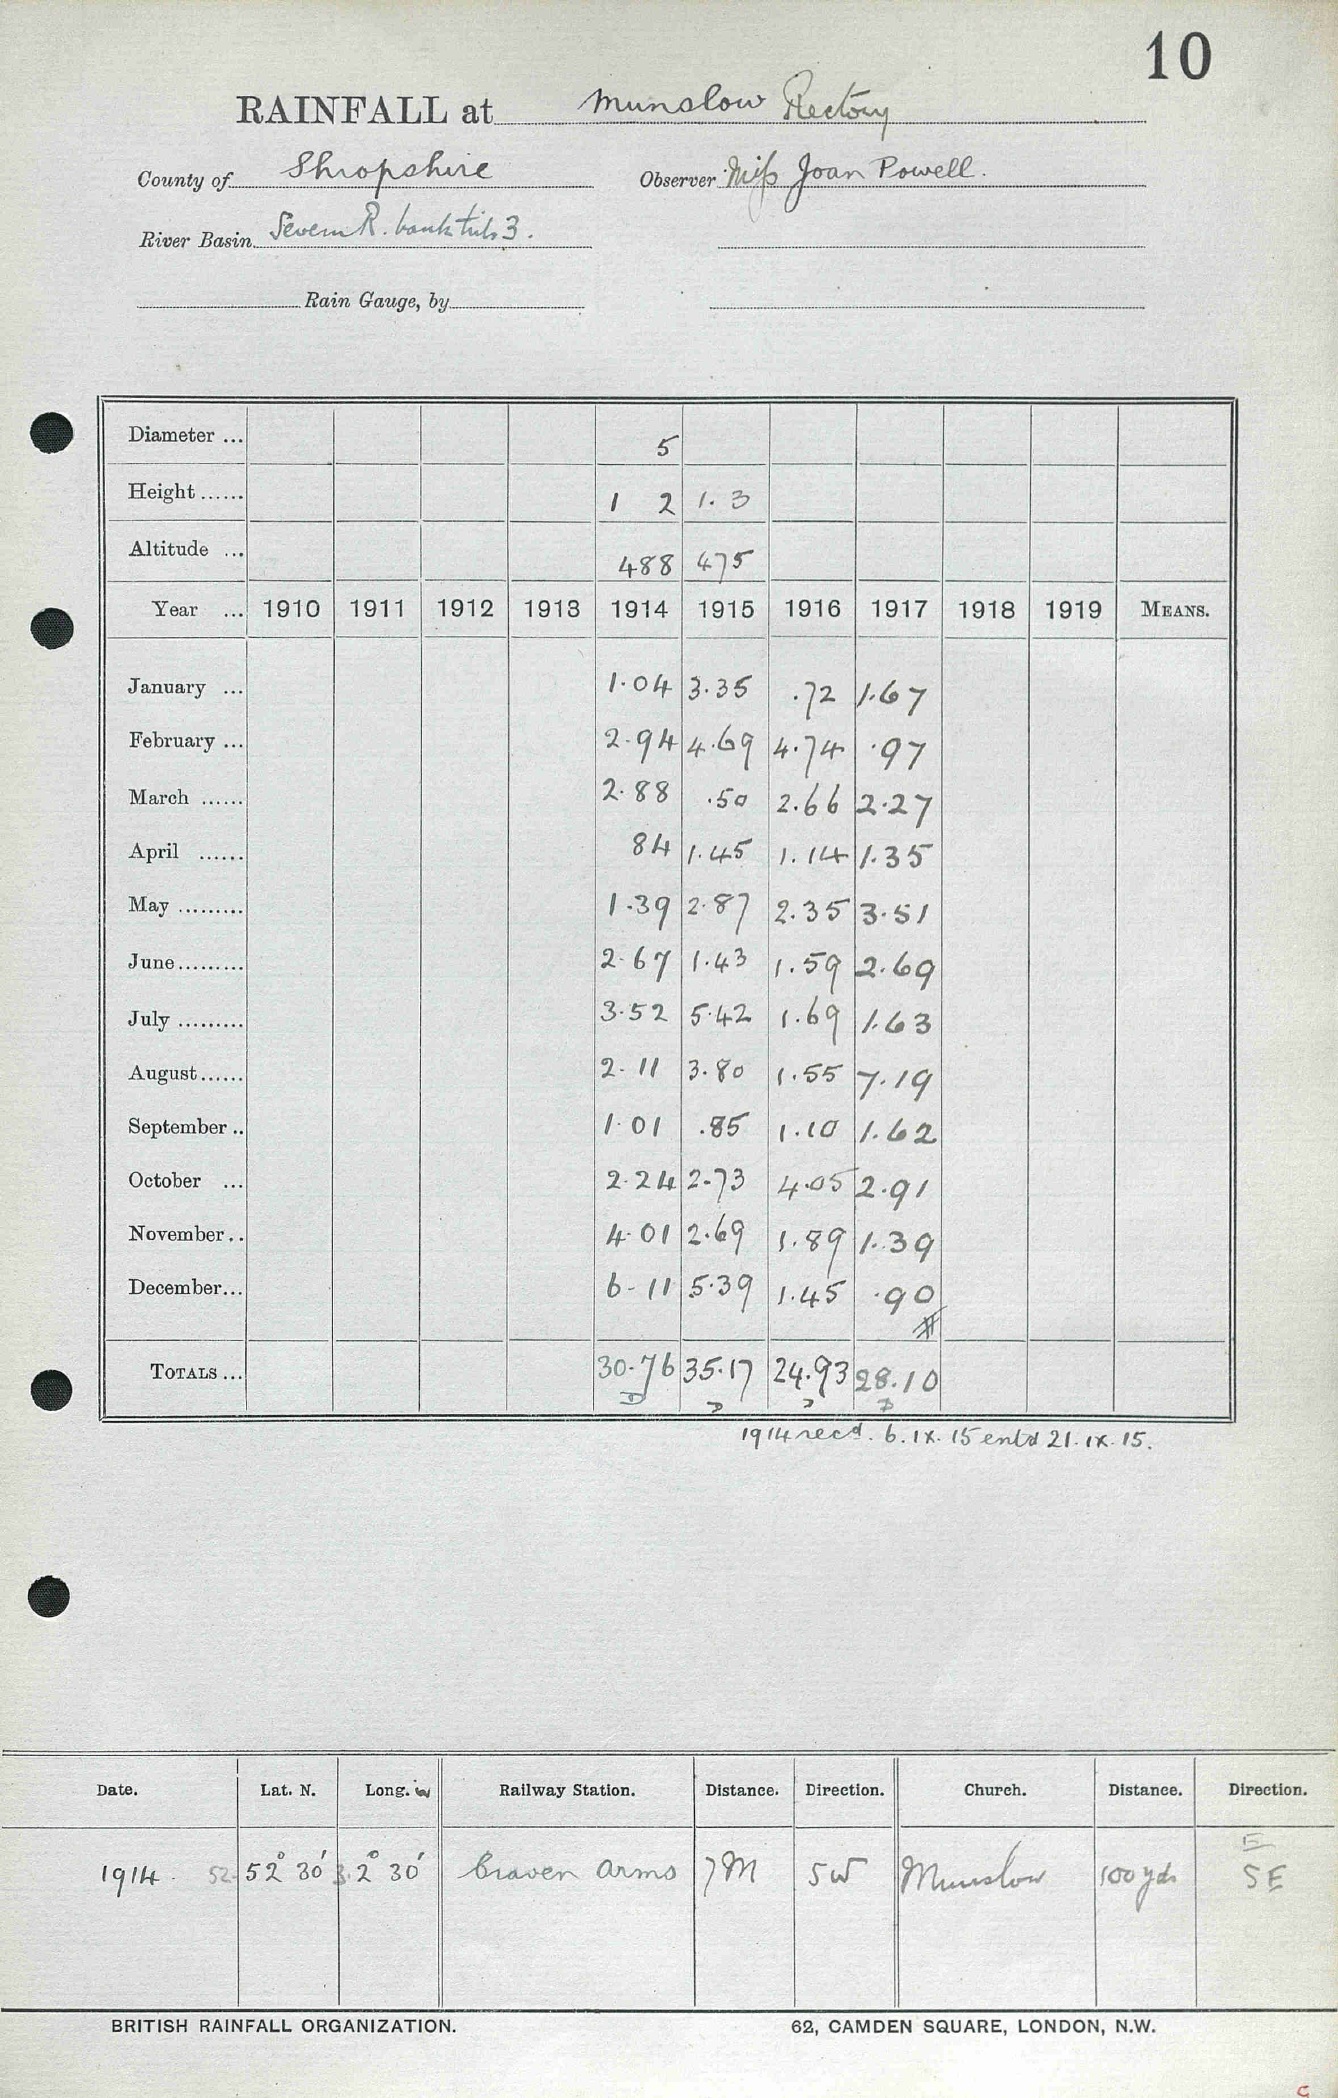 10
RAINFALL at Munslow Rectory
County of Shropshire Observer Miss Joan Powell.
River Basin Severn R. bank tribs 3.
Rain Gauge, by
Diameter ... 5
Height ...... 1 2 1.3
Altitude ... 488 475
Year ... 1910 1911 1912 1913 1914 1915 1916 1917 1918 1919 MEANS.
January ... 1.04 3.35 .72 1.67
February ... 2.94 4.69 4.74 .97
March ...... 2.88 .50 2.66 2.27
April ...... 84 1.45 1.14 1.35
May ......... 1.39 2.87 2.35 3.51
June......... 2.67 1.43 1.59 2.69
July ......... 3.52 5.42 1.69 1.63
August...... 2.11 3.80 1.55 7.19
September .. 1.01 .85 1.10 1.62
October ... 2.24 2.73 4.05 2.91
November .. 4.01 2.69 1.89 1.39
December... 6-11 5.39 1.45 .90
TOTALS ... 30.76 35.17 24.93 28.10
D D D D
1914 recd. 6.IX.15 entd 21.IX.15.
Date. Lat. N. Long. W Railway Station. Distance. Direction. Church. Distance. Direction.
E
1914. 52° 30′ 2° 30′ Craven Arms 7M SW Munslow 100 yds SE
BRITISH RAINFALL ORGANIZATION. 62, CAMDEN SQUARE, LONDON, N.W.